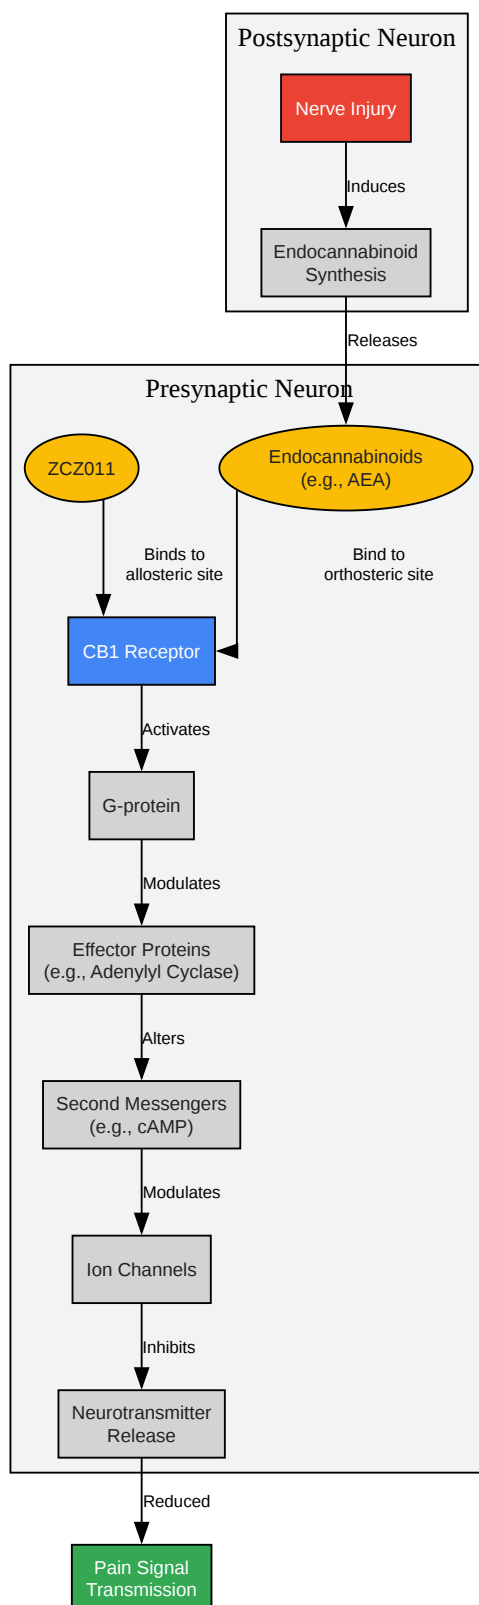 Postsynaptic Neuron
Nerve Injury
Induces
Endocannabinoid
Synthesis
Releases
Presynaptic Neuron
ZCZ011
Endocannabinoids
(e.g., AEA)
Binds to
allosteric site
Bind to
orthosteric site
CB1 Receptor
Activates
G-protein
Modulates
Effector Proteins
(e.g., Adenylyl Cyclase)
Alters
Second Messengers
(e.g., cAMP)
Modulates
Ion Channels
Inhibits
Neurotransmitter
Release
Reduced
Pain Signal
Transmission